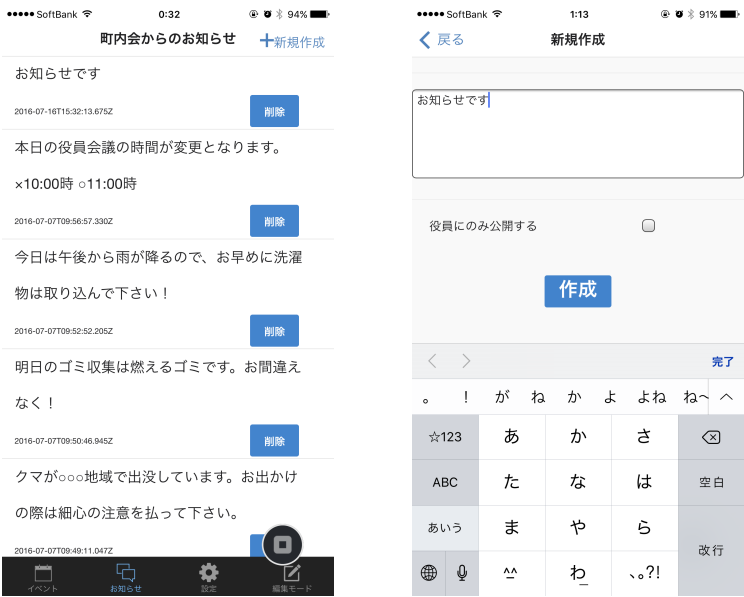 SoftBank 0:32 94%
町内会からのお知らせ +新規作成
お知らせです
2016-07-16T15:32:13.675Z 削除
本日の役員会議の時間が変更となります。
×10:00時 ○11:00時
2016-07-07T09:56:57.330Z 削除
今日は午後から雨が降るので、お早めに洗濯
物は取り込んで下さい！
2016-07-07T09:52:52.205Z 削除
明日のゴミ収集は燃えるゴミです。お間違え
なく！
2016-07-07T09:50:46.945Z 削除
クマが○○○地域で出没しています。お出かけ
の際は細心の注意を払って下さい。
2016-07-07T09:49:11.047Z
イベント お知らせ 設定 編集モード
SoftBank 1:13 91%
戻る 新規作成
お知らせです
役員にのみ公開する
作成
完了
。 ！ が ね か よ よね ね〜
☆123 あ か さ
ABC た な は 空白
あいう ま や ら
改行
^^ わ 、。?!